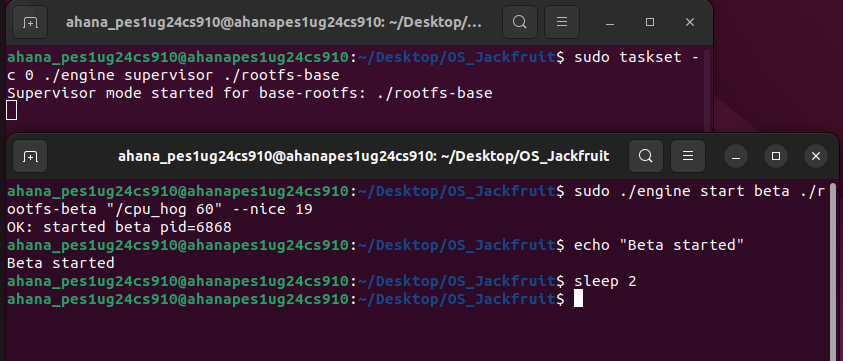 ahana_pes1ug24cs910@ahanapes1ug24cs910: ~/Desktop/...
ahana_pes1ug24cs910@ahanapes1ug24cs910:~/Desktop/OS_Jackfruit$ sudo taskset -
c 0 ./engine supervisor ./rootfs-base
Supervisor mode started for base-rootfs: ./rootfs-base
ahana_pes1ug24cs910@ahanapes1ug24cs910: ~/Desktop/OS_Jackfruit
ahana_pes1ug24cs910@ahanapes1ug24cs910:~/Desktop/OS_Jackfruit$ sudo ./engine start beta ./r
ootfs-beta "/cpu_hog 60" --nice 19
OK: started beta pid=6868
ahana_pes1ug24cs910@ahanapes1ug24cs910:~/Desktop/OS_Jackfruit$ echo "Beta started"
Beta started
ahana_pes1ug24cs910@ahanapes1ug24cs910:~/Desktop/OS_Jackfruit$ sleep 2
ahana_pes1ug24cs910@ahanapes1ug24cs910:~/Desktop/OS_Jackfruit$